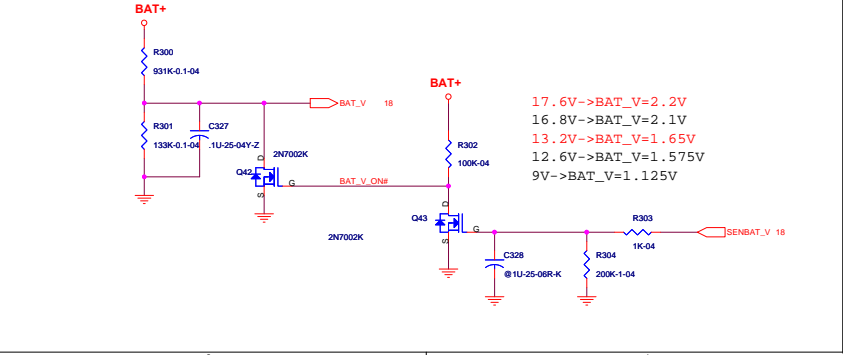 BAT+
R300
931K-0.1-04
BAT_V 18
R301
133K-0.1-04
C327
.1U-25-04Y-Z
D
2N7002K
Q42
G
S
BAT_V_ON#
BAT+
R302
100K-04
17.6V->BAT_V=2.2V
16.8V->BAT_V=2.1V
13.2V->BAT_V=1.65V
12.6V->BAT_V=1.575V
9V->BAT_V=1.125V
D
Q43
G
S
2N7002K
C328
@1U-25-06R-K
R303
1K-04
SENBAT_V 18
R304
200K-1-04